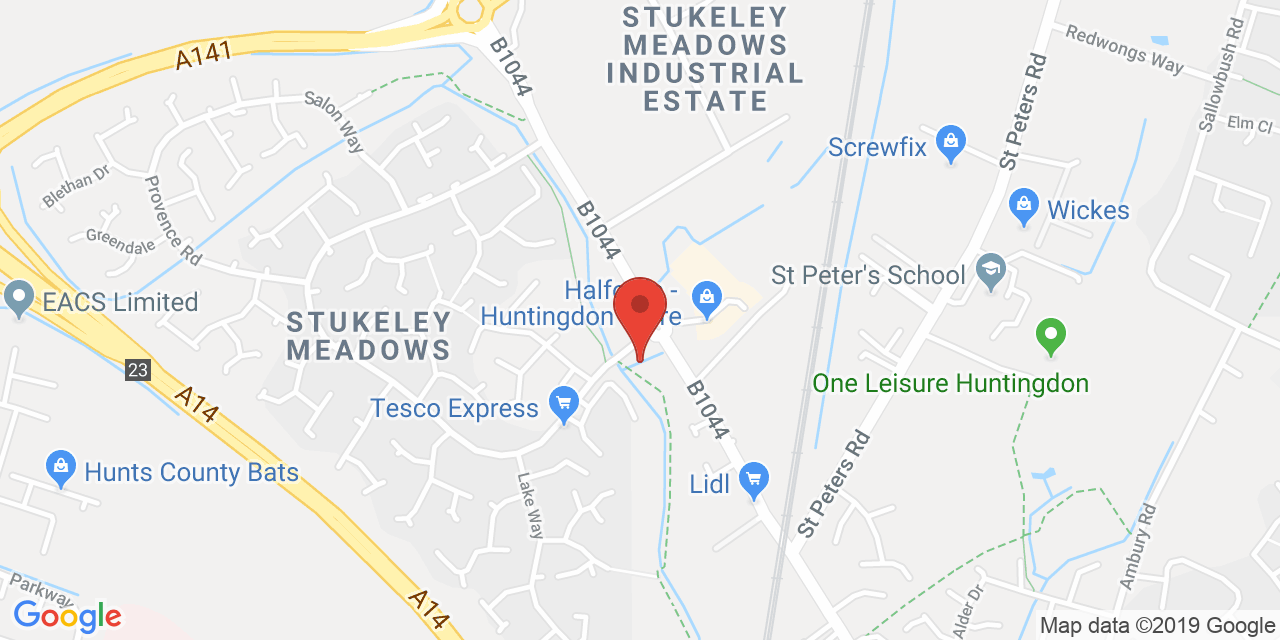 STUKELEY
MEADOWS
INDUSTRIAL
ESTATE
A141
B1044
Redwongs Way
St Peters Rd
Sallowbush Rd
Elm Cl
Salon Way
Screwfix
Blethan Dr
Provence Rd
Greendale
B1044
Wickes
St Peter's School
EACS Limited
Huntingdon
STUKELEY
MEADOWS
23
A14
One Leisure Huntingdon
Tesco Express
B1044
Hunts County Bats
Lidl
St Peters Rd
Lake Way
Ambury Rd
Parkway
A14
Alder Dr
Google
Map data ©2019 Google